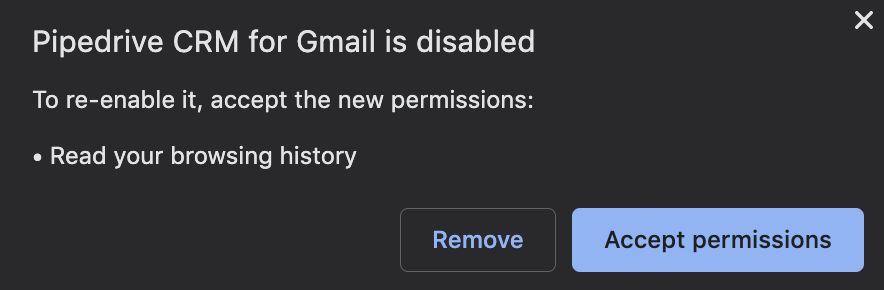 Pipedrive CRM for Gmail is disabled
To re-enable it, accept the new permissions:
• Read your browsing history
Remove
Accept permissions